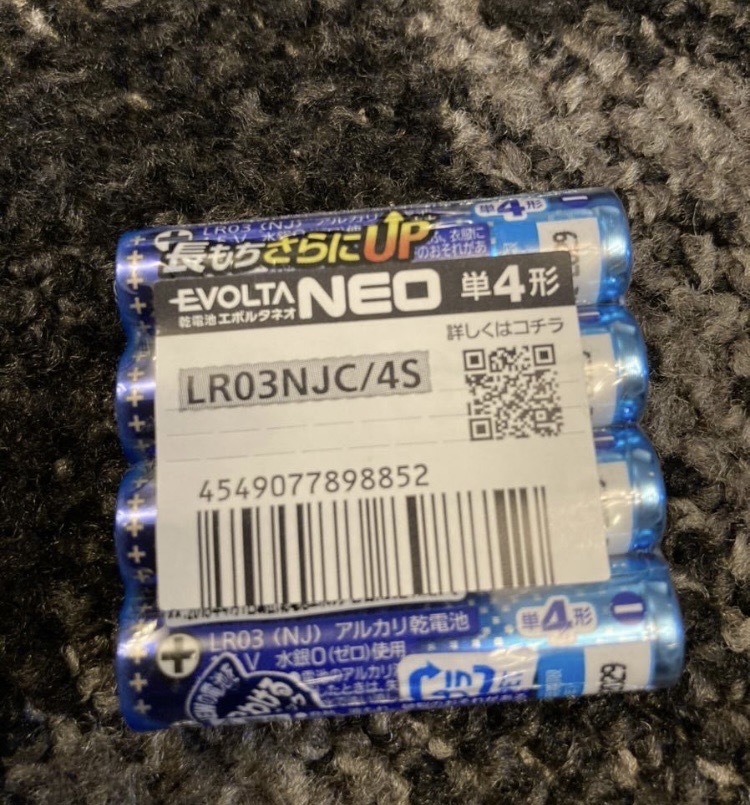 LR03 (NJ) アルカリ
単4形
長もちさらにUP
EVOLTA NEO 単4形
乾電池エボルタネオ
詳しくはコチラ
LR03NJC/4S
4549077898852
LR03 (NJ) アルカリ乾電池
V 水銀0(ゼロ)使用
単4形